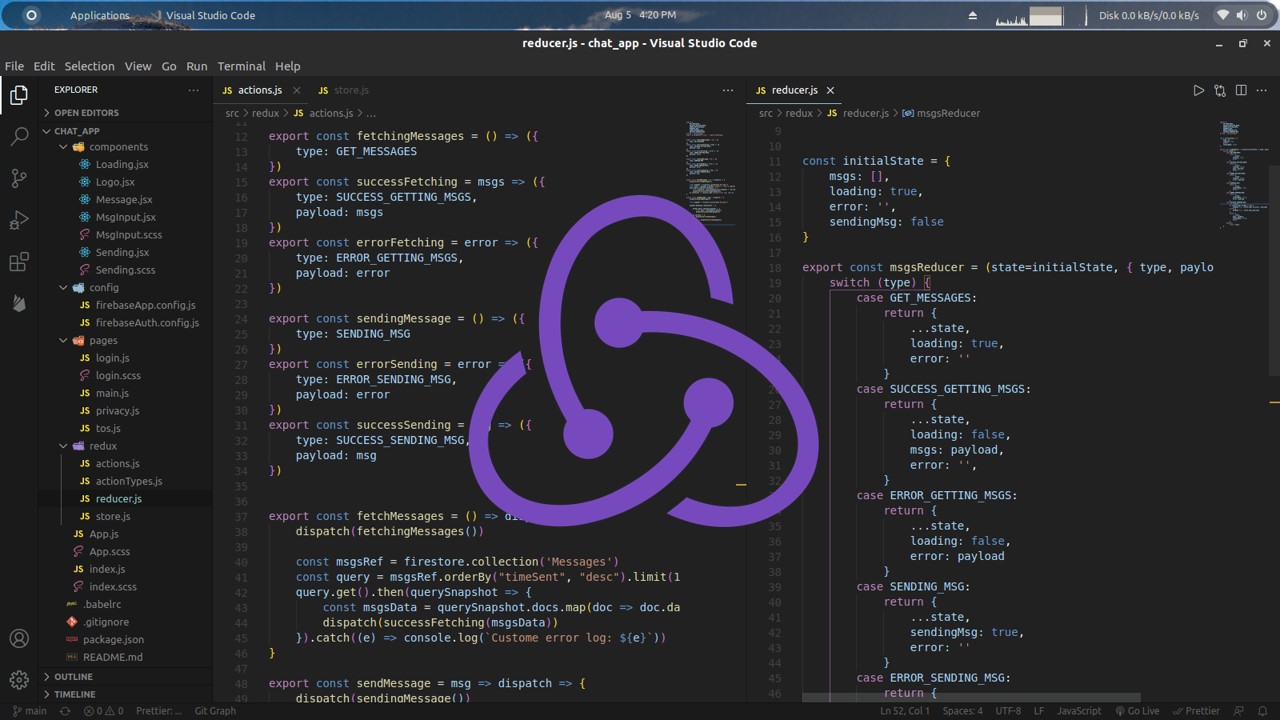 Applications
Visual Studio Code
Aug 5 4:20 PM
Disk 0.0 kB/s/0.0 kB/s
reducer.js - chat_app - Visual Studio Code
File Edit Selection View Go Run Terminal Help
EXPLORER
OPEN EDITORS
CHAT_APP
components
Loading.jsx
Logo.jsx
Message.jsx
MsgInput.jsx
MsgInput.scss
Sending.jsx
Sending.scss
config
firebaseApp.config.js
firebaseAuth.config.js
pages
login.js
login.scss
main.js
privacy.js
tos.js
redux
actions.js
actionTypes.js
reducer.js
store.js
App.js
App.scss
index.js
index.scss
.babelrc
.gitignore
package.json
README.md
OUTLINE
TIMELINE
JS actions.js
JS store.js
src > redux > JS actions.js > ...
11
12 export const fetchingMessages = () => ({
13 type: GET_MESSAGES
14 })
15 export const successFetching = msgs => ({
16 type: SUCCESS_GETTING_MSGS,
17 payload: msgs
18 })
19 export const errorFetching = error => ({
20 type: ERROR_GETTING_MSGS,
21 payload: error
22 })
23
24 export const sendingMessage = () => ({
25 type: SENDING_MSG
26 })
27 export const errorSending = error => ({
28 type: ERROR_SENDING_MSG,
29 payload: error
30 })
31 export const successSending = => ({
32 type: SUCCESS_SENDING_MSG,
33 payload: msg
34 })
35
36
37 export const fetchMessages = () =>
38 dispatch(fetchingMessages())
39
40 const msgsRef = firestore.collection('Messages')
41 const query = msgsRef.orderBy("timeSent", "desc").limit(1
42 query.get().then(querySnapshot => {
43 const msgsData = querySnapshot.docs.map(doc => doc.da
44 dispatch(successFetching(msgsData))
45 }).catch((e) => console.log(`Custome error log: ${e}`))
46 }
47
48 export const sendMessage = msg => dispatch => {
49 dispatch(sendingMessage())
JS reducer.js
src > redux > JS reducer.js > msgsReducer
9
10
11 const initialState = {
12 msgs: [],
13 loading: true,
14 error: '',
15 sendingMsg: false
16 }
17
18 export const msgsReducer = (state=initialState, { type, paylo
19 switch (type) {
20 case GET_MESSAGES:
21 return {
22 ...state,
23 loading: true,
error: ''
}
case SUCCESS_GETTING_MSGS:
27 return {
28 ...state,
29 loading: false,
30 msgs: payload,
31 error: '',
32 }
ERROR_GETTING_MSGS:
return {
35 ...state,
36 loading: false,
37 error: payload
38 }
39 case SENDING_MSG:
40 return {
41 ...state,
42 sendingMsg: true,
43 error: ''
44 }
45 case ERROR_SENDING_MSG:
46 return {
main
0 0
Prettier: ...
Git Graph
Ln 52, Col 1
Spaces: 4
UTF-8
LF
JavaScript
Go Live
Prettier